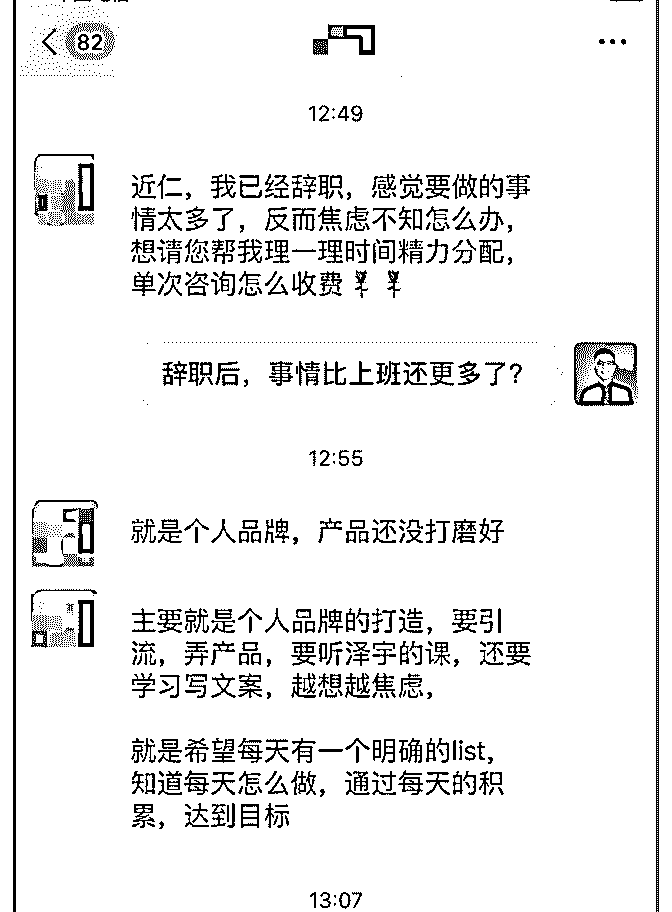 82
12:49
近仁，我已经辞职，感觉要做的事
情太多了，反而焦虑不知怎么办，
想请您帮我理一理时间精力分配，
单次咨询怎么收费
辞职后，事情比上班还更多了？
12:55
就是个人品牌，产品还没打磨好
主要就是个人品牌的打造，要引
流，弄产品，要听泽宇的课，还要
学习写文案，越想越焦虑，
就是希望每天有一个明确的list，
知道每天怎么做，通过每天的积
累，达到目标
13:07